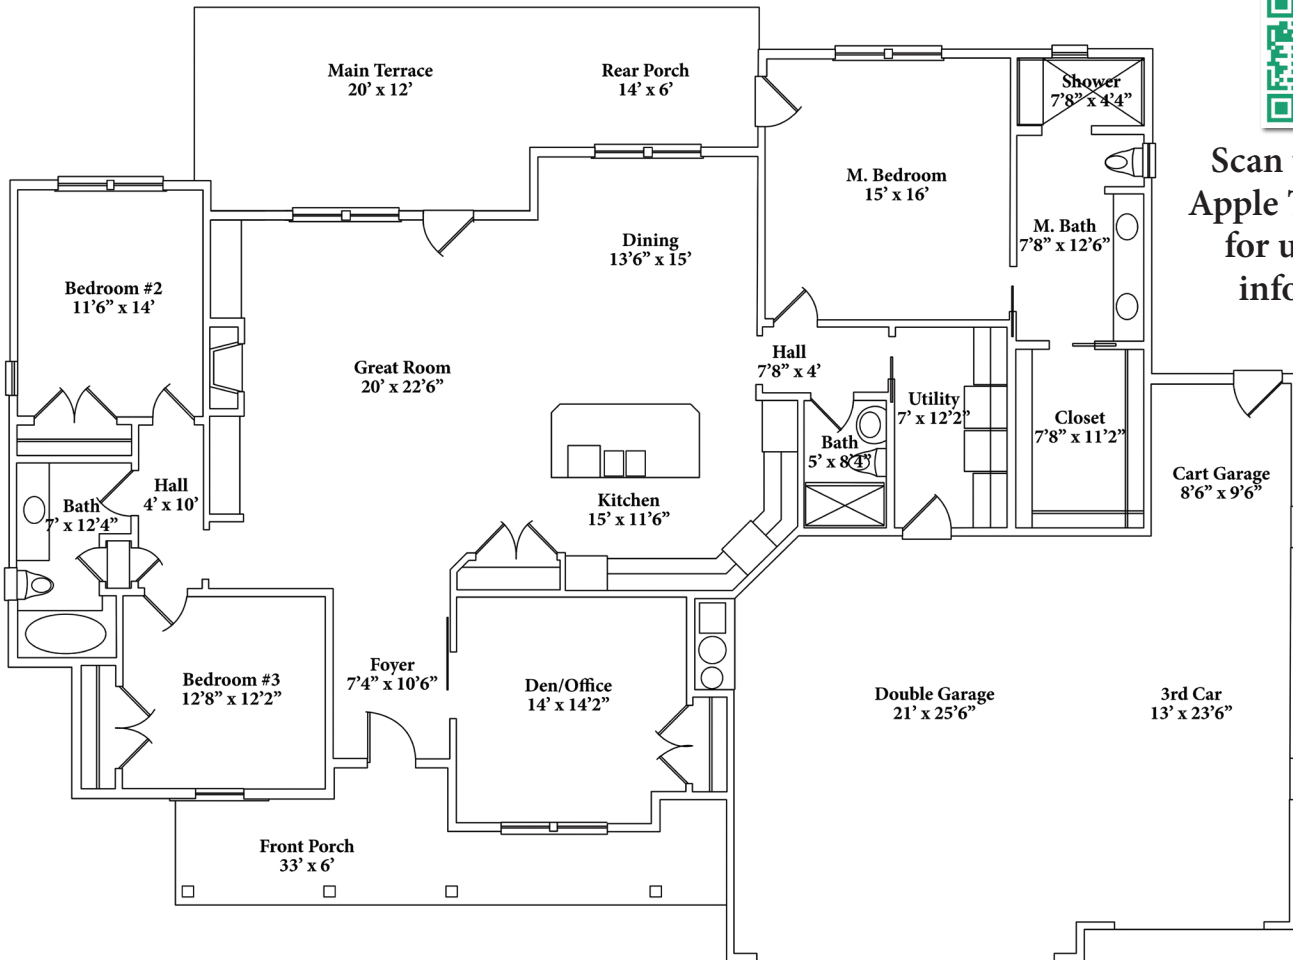 Main Terrace
20’ x 12’
Rear Porch
14’ x 6’
Shower
7’8” x 4’4”
Scan
Apple
for u
info
M. Bedroom
15’ x 16’
M. Bath
7’8” x 12’6”
Dining
13’6” x 15’
Bedroom #2
11’6” x 14’
Great Room
20’ x 22’6”
Hall
7’8” x 4’
Utility
7’ x 12’2”
Closet
7’8” x 11’2”
Bath
5’ x 8’4”
Cart Garage
8’6” x 9’6”
Hall
4’ x 10’
Bath
7’ x 12’4”
Kitchen
15’ x 11’6”
Bedroom #3
12’8” x 12’2”
Foyer
7’4” x 10’6”
Den/Office
14’ x 14’2”
Double Garage
21’ x 25’6”
3rd Car
13’ x 23’6”
Front Porch
33’ x 6’